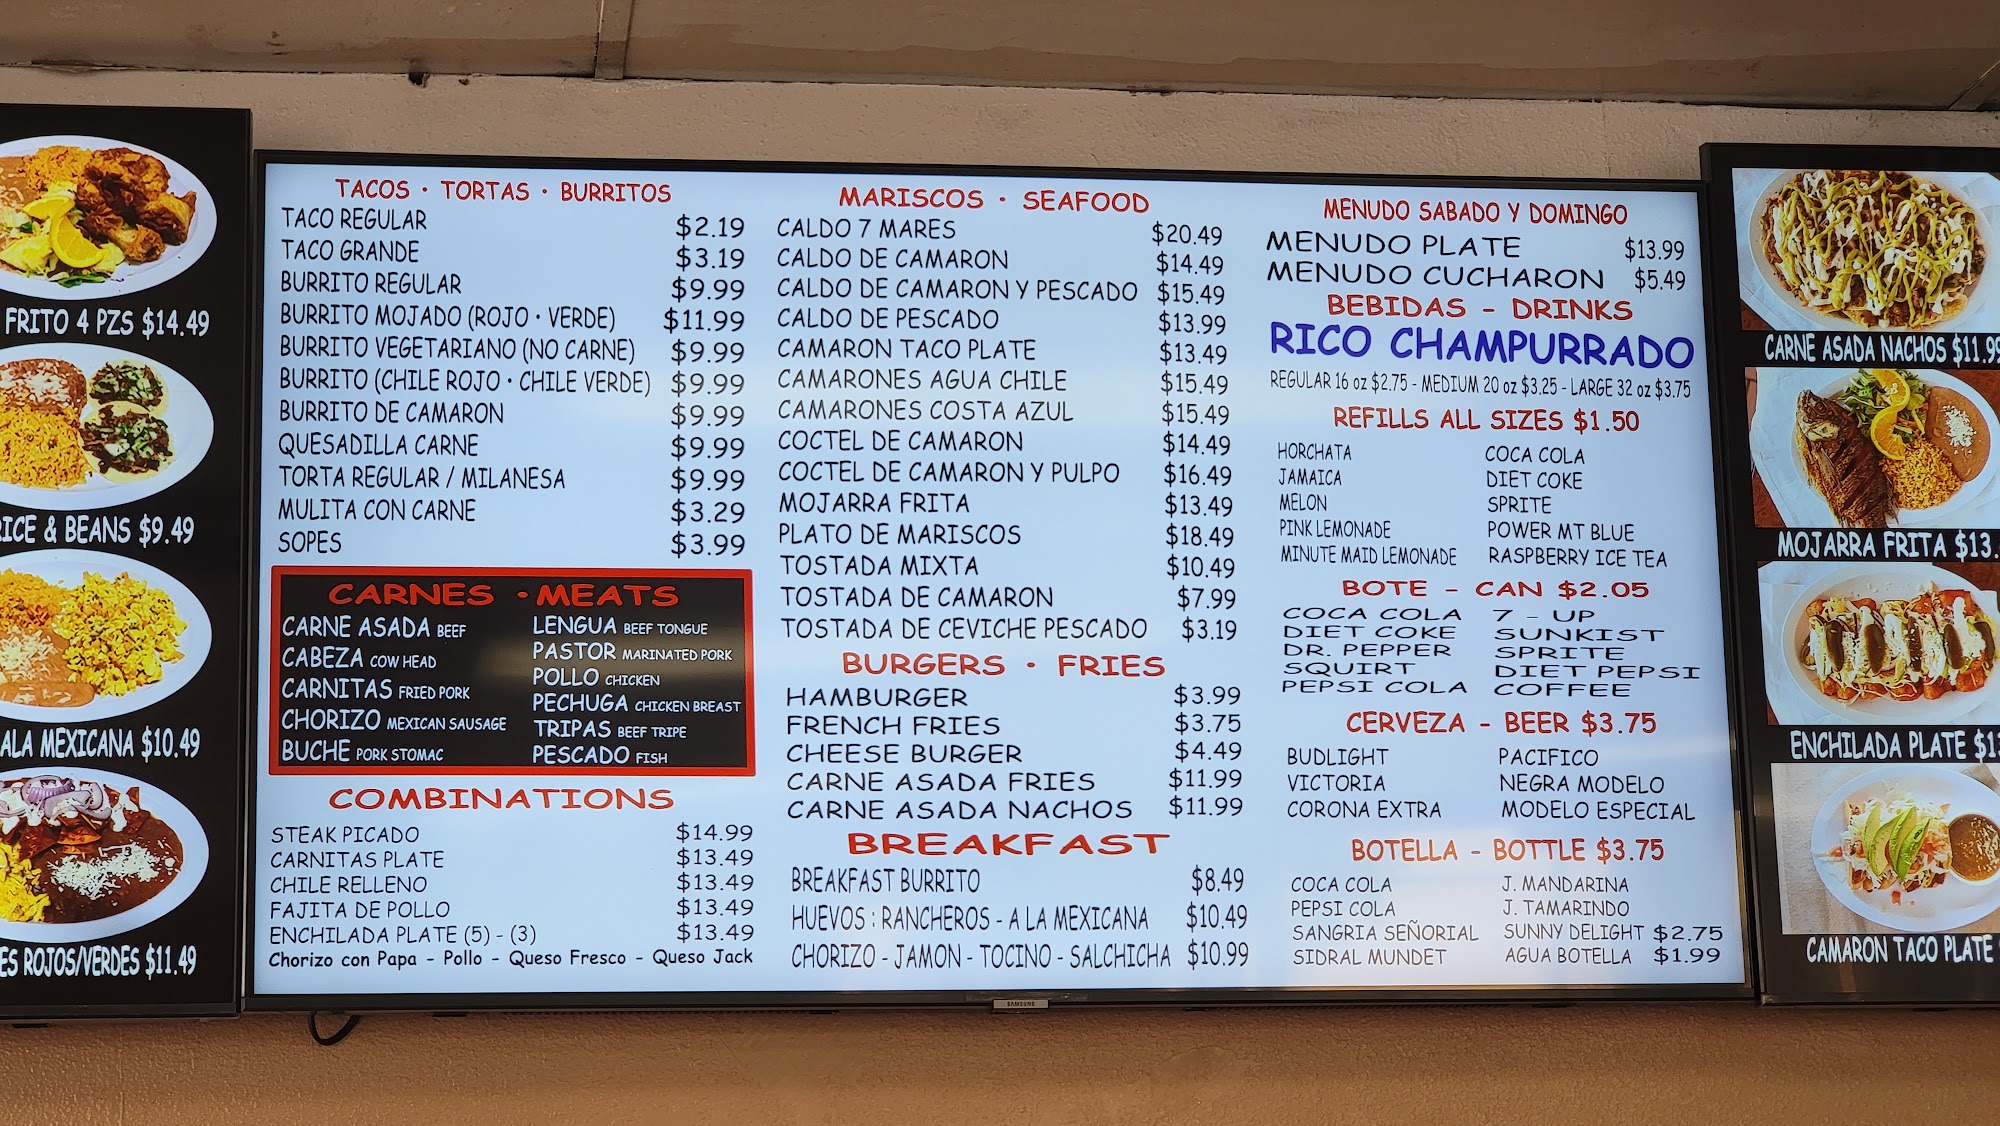 FRITO 4 PZS $14.49
RICE & BEANS $9.49
ALA MEXICANA $10.49
ES ROJOS/VERDES $11.49
TACOS · TORTAS · BURRITOS
TACO REGULAR $2.19
TACO GRANDE $3.19
BURRITO REGULAR $9.99
BURRITO MOJADO (ROJO · VERDE) $11.99
BURRITO VEGETARIANO (NO CARNE) $9.99
BURRITO (CHILE ROJO · CHILE VERDE) $9.99
BURRITO DE CAMARON $9.99
QUESADILLA CARNE $9.99
TORTA REGULAR / MILANESA $9.99
MULITA CON CARNE $3.29
SOPES $3.99
CARNES · MEATS
CARNE ASADA BEEF
CABEZA COW HEAD
CARNITAS FRIED PORK
CHORIZO MEXICAN SAUSAGE
BUCHE PORK STOMAC
LENGUA BEEF TONGUE
PASTOR MARINATED PORK
POLLO CHICKEN
PECHUGA CHICKEN BREAST
TRIPAS BEEF TRIPE
PESCADO FISH
COMBINATIONS
STEAK PICADO $14.99
CARNITAS PLATE $13.49
CHILE RELLENO $13.49
FAJITA DE POLLO $13.49
ENCHILADA PLATE (5) - (3) $13.49
Chorizo con Papa - Pollo - Queso Fresco - Queso Jack
MARISCOS · SEAFOOD
CALDO 7 MARES $20.49
CALDO DE CAMARON $14.49
CALDO DE CAMARON Y PESCADO $15.49
CALDO DE PESCADO $13.99
CAMARON TACO PLATE $13.49
CAMARONES AGUA CHILE $15.49
CAMARONES COSTA AZUL $15.49
COCTEL DE CAMARON $14.49
COCTEL DE CAMARON Y PULPO $16.49
MOJARRA FRITA $13.49
PLATO DE MARISCOS $18.49
TOSTADA MIXTA $10.49
TOSTADA DE CAMARON $7.99
TOSTADA DE CEVICHE PESCADO $3.19
BURGERS · FRIES
HAMBURGER $3.99
FRENCH FRIES $3.75
CHEESE BURGER $4.49
CARNE ASADA FRIES $11.99
CARNE ASADA NACHOS $11.99
BREAKFAST
BREAKFAST BURRITO $8.49
HUEVOS : RANCHEROS - A LA MEXICANA $10.49
CHORIZO - JAMON - TOCINO - SALCHICHA $10.99
MENUDO SABADO Y DOMINGO
MENUDO PLATE $13.99
MENUDO CUCHARON $5.49
BEBIDAS - DRINKS
RICO CHAMPURRADO
REGULAR 16 oz $2.75 - MEDIUM 20 oz $3.25 - LARGE 32 oz $3.75
REFILLS ALL SIZES $1.50
HORCHATA COCA COLA
JAMAICA DIET COKE
MELON SPRITE
PINK LEMONADE POWER MT BLUE
MINUTE MAID LEMONADE RASPBERRY ICE TEA
BOTE - CAN $2.05
COCA COLA 7 - UP
DIET COKE SUNKIST
DR. PEPPER SPRITE
SQUIRT DIET PEPSI
PEPSI COLA COFFEE
CERVEZA - BEER $3.75
BUDLIGHT PACIFICO
VICTORIA NEGRA MODELO
CORONA EXTRA MODELO ESPECIAL
BOTELLA - BOTTLE $3.75
COCA COLA J. MANDARINA
PEPSI COLA J. TAMARINDO
SANGRIA SEÑORIAL SUNNY DELIGHT $2.75
SIDRAL MUNDET AGUA BOTELLA $1.99
SAMSUNG
CARNE ASADA NACHOS $11.99
MOJARRA FRITA $13.
ENCHILADA PLATE $13
CAMARON TACO PLATE